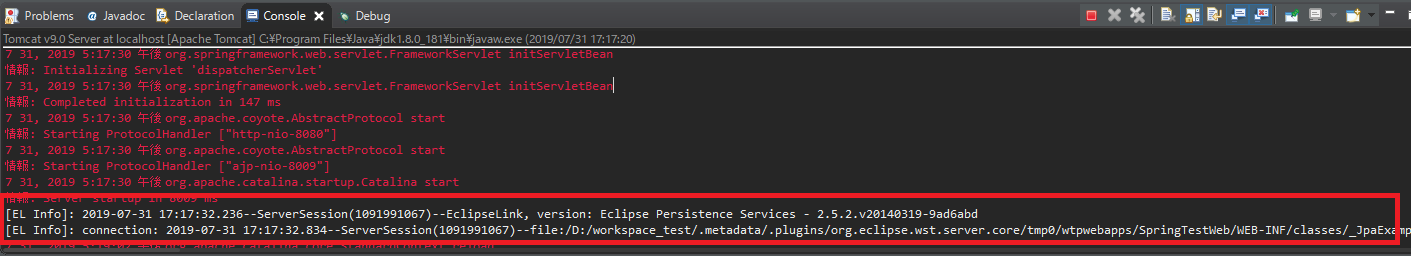 Problems @ Javadoc Declaration Console Debug
Tomcat v9.0 Server at localhost [Apache Tomcat] C:¥Program Files¥Java¥jdk1.8.0_181¥bin¥javaw.exe (2019/07/31 17:17:20)
7 31, 2019 5:17:30 午後 org.springframework.web.servlet.FrameworkServlet initServletBean
情報: Initializing Servlet 'dispatcherServlet'
7 31, 2019 5:17:30 午後 org.springframework.web.servlet.FrameworkServlet initServletBean
情報: Completed initialization in 147 ms
7 31, 2019 5:17:30 午後 org.apache.coyote.AbstractProtocol start
情報: Starting ProtocolHandler ["http-nio-8080"]
7 31, 2019 5:17:30 午後 org.apache.coyote.AbstractProtocol start
情報: Starting ProtocolHandler ["ajp-nio-8009"]
7 31, 2019 5:17:30 午後 org.apache.catalina.startup.Catalina start
情報: Server startup in 8009 ms
[EL Info]: 2019-07-31 17:17:32.236--ServerSession(1091991067)--EclipseLink, version: Eclipse Persistence Services - 2.5.2.v20140319-9ad6abd
[EL Info]: connection: 2019-07-31 17:17:32.834--ServerSession(1091991067)--file:/D:/workspace_test/.metadata/.plugins/org.eclipse.wst.server.core/tmp0/wtpwebapps/SpringTestWeb/WEB-INF/classes/_JpaExamp